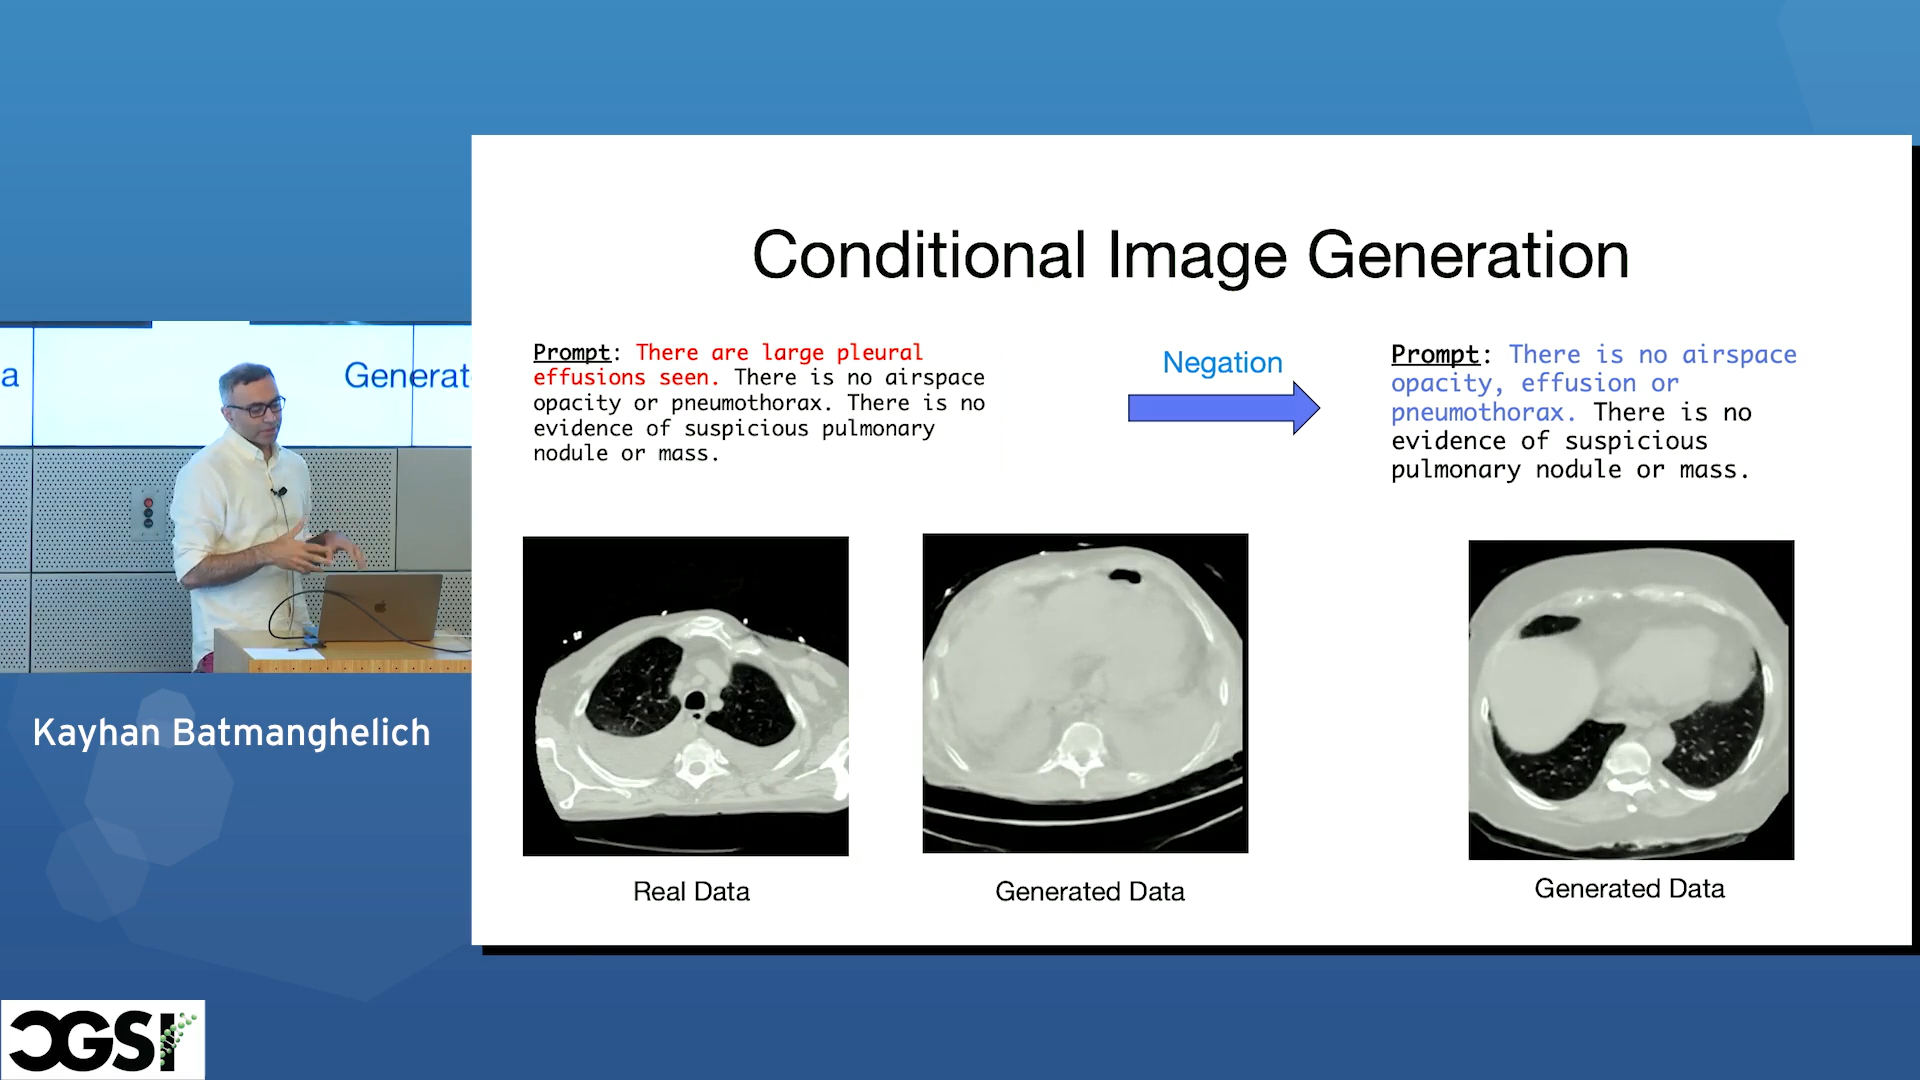 Conditional Image Generation
Prompt: There are large pleural
effusions seen. There is no airspace
opacity or pneumothorax. There is no
evidence of suspicious pulmonary
nodule or mass.
Negation
Prompt: There is no airspace
opacity, effusion or
pneumothorax. There is no
evidence of suspicious
pulmonary nodule or mass.
Real Data
Generated Data
Generated Data
a
Generat
Kayhan Batmanghelich
CGSI